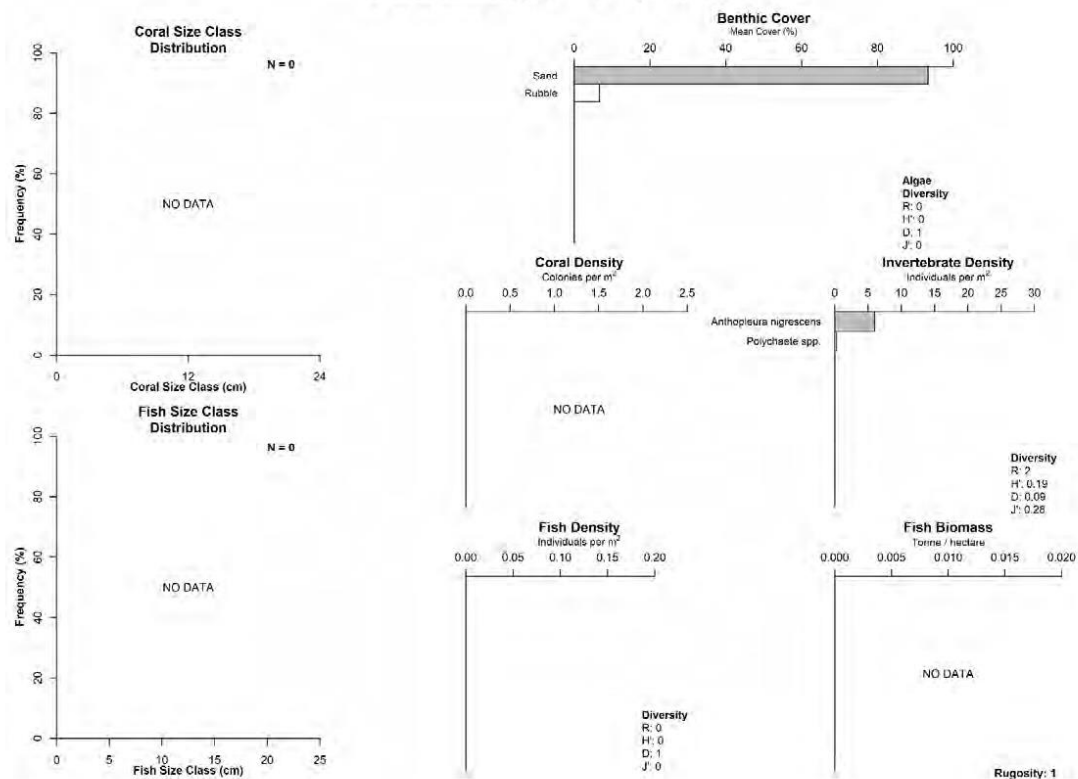 Coral Size Class
Distribution
N = 0
100
80
60
40
20
0
Frequency (%)
NO DATA
0 12 24
Coral Size Class (cm)
Benthic Cover
Mean Cover (%)
0 20 40 60 80 100
Sand
Rubble
Algae
Diversity
R: 0
H': 0
D: 1
J': 0
Coral Density
Colonies per m²
0.0 0.5 1.0 1.5 2.0 2.5
NO DATA
Invertebrate Density
Individuals per m²
0 5 10 15 20 25 30
Anthopleura nigrescens
Polychaete spp.
Diversity
R: 2
H': 0.19
D: 0.09
J': 0.28
Fish Size Class
Distribution
N = 0
100
80
60
40
20
0
Frequency (%)
NO DATA
0 5 10 15 20 25
Fish Size Class (cm)
Fish Density
Individuals per m²
0.00 0.05 0.10 0.15 0.20
Diversity
R: 0
H': 0
D: 1
J': 0
Fish Biomass
Tonne / hectare
0.000 0.005 0.010 0.015 0.020
NO DATA
Rugosity: 1